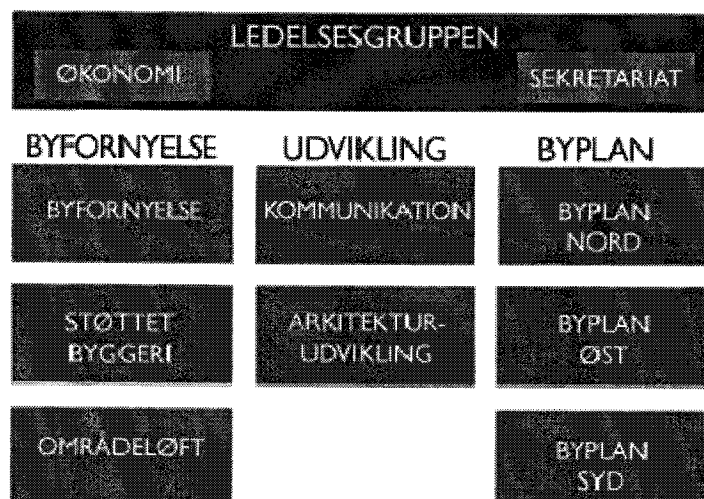 LEDELSESGRUPPEN
ØKONOMI
SEKRETARIAT
BYFORNYELSE
UDVIKLING
BYPLAN
BYFORNYELSE
KOMMUNIKATION
BYPLAN
NORD
STØTTET
BYGGERI
ARKITEKTUR-
UDVIKLING
BYPLAN
ØST
OMRÅDELØFT
BYPLAN
SYD